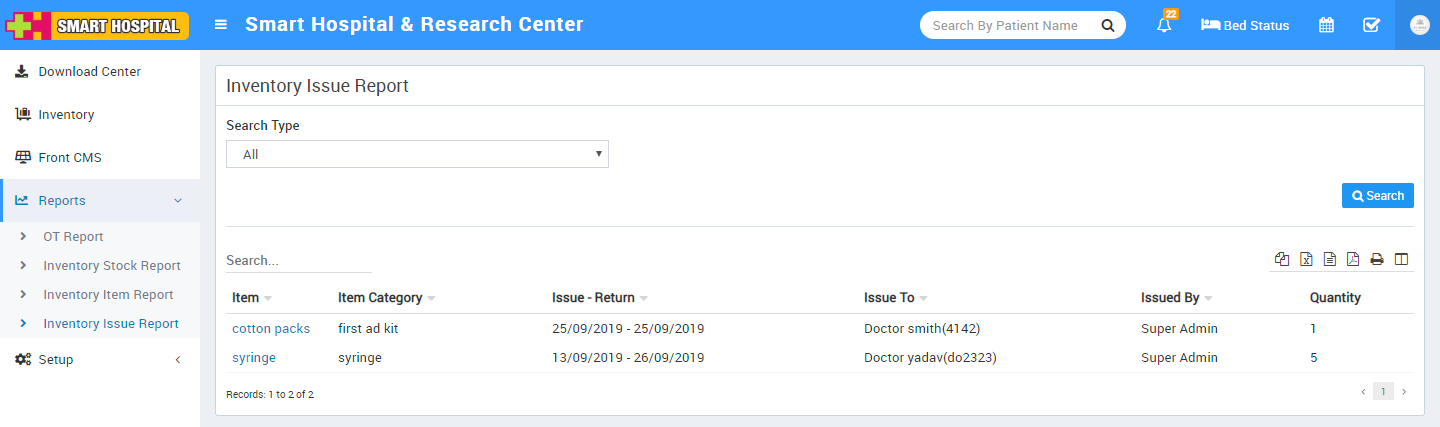 SMART HOSPITAL
Smart Hospital & Research Center
Search By Patient Name
22
Bed Status
Download Center
Inventory
Front CMS
Reports
OT Report
Inventory Stock Report
Inventory Item Report
Inventory Issue Report
Setup
Inventory Issue Report
Search Type
All
Search
Search...
Item Item Category Issue - Return Issue To Issued By Quantity
cotton packs first ad kit 25/09/2019 - 25/09/2019 Doctor smith(4142) Super Admin 1
syringe syringe 13/09/2019 - 26/09/2019 Doctor yadav(do2323) Super Admin 5
Records: 1 to 2 of 2
1